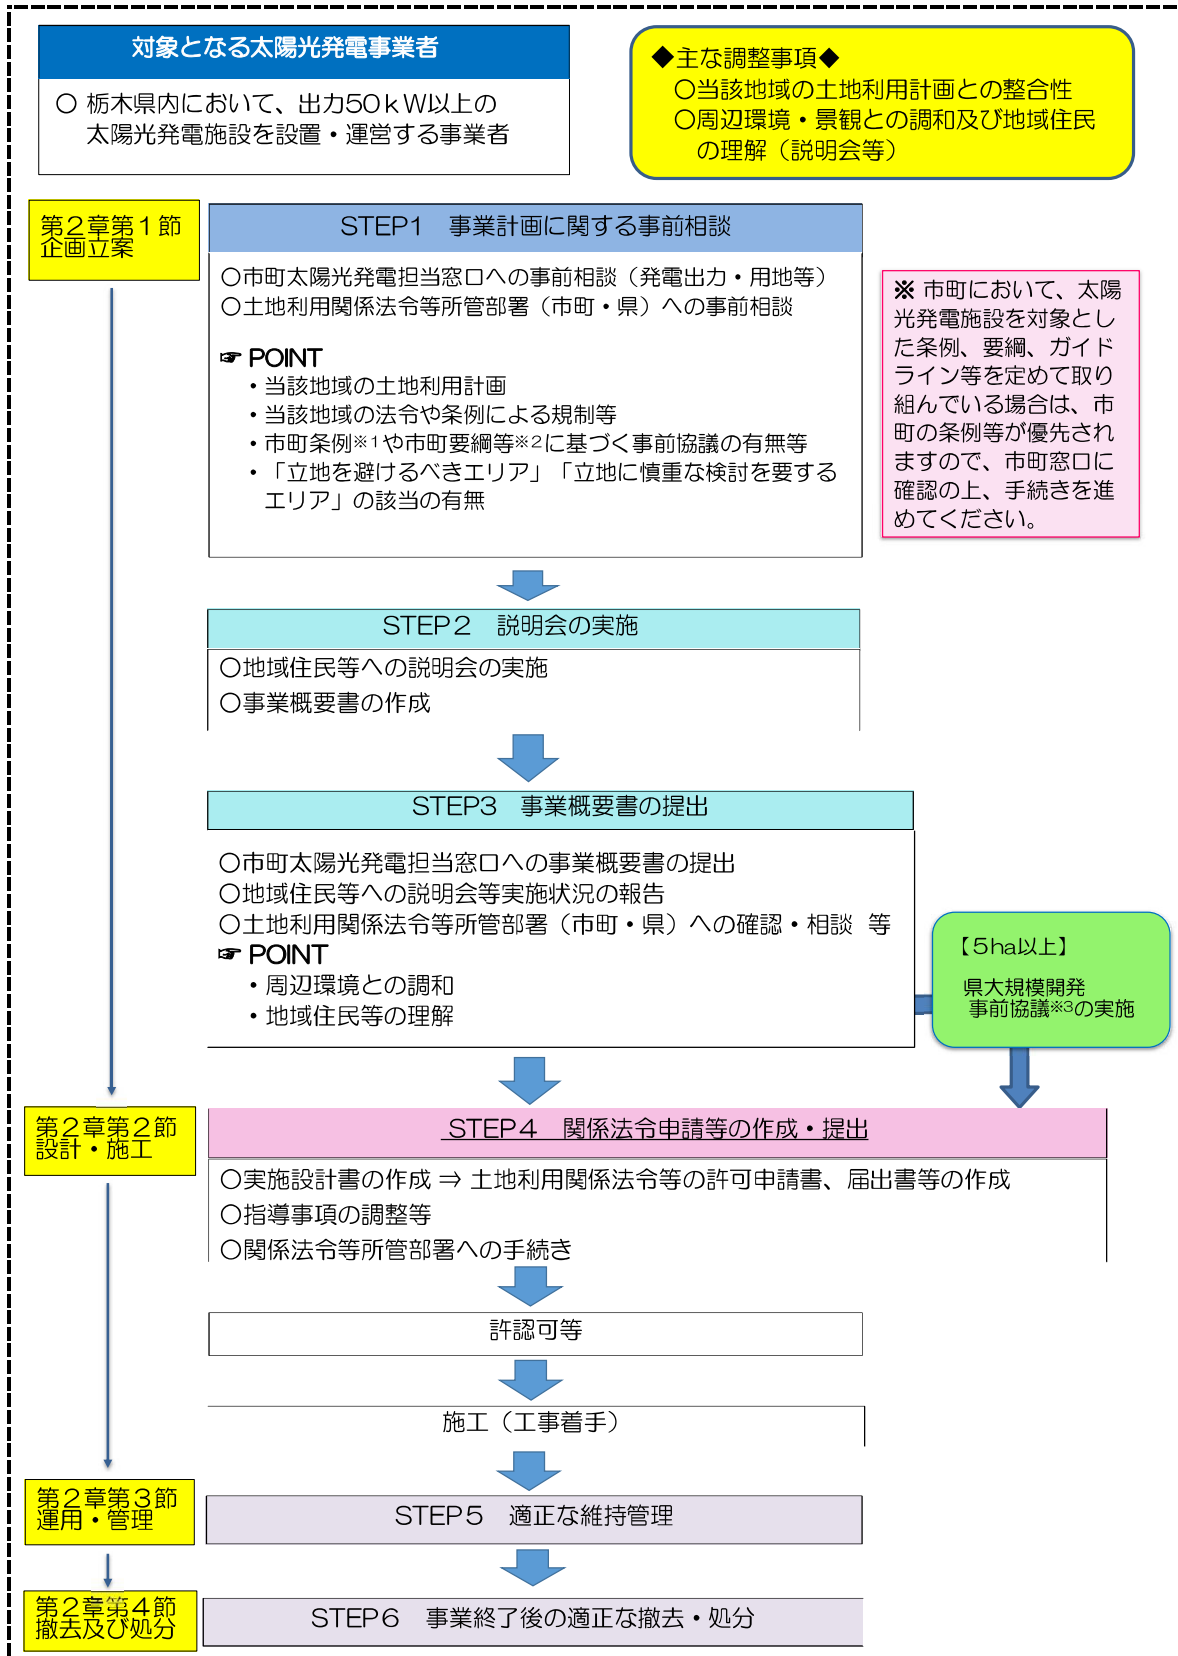 対象となる太陽光発電事業者
○ 栃木県内において、出力50kW以上の
太陽光発電施設を設置・運営する事業者
◆主な調整事項◆
○当該地域の土地利用計画との整合性
○周辺環境・景観との調和及び地域住民
の理解（説明会等）
第2章第1節
企画立案
STEP1　事業計画に関する事前相談
○市町太陽光発電担当窓口への事前相談（発電出力・用地等）
○土地利用関係法令等所管部署（市町・県）への事前相談
☞ POINT
・当該地域の土地利用計画
・当該地域の法令や条例による規制等
・市町条例※1や市町要綱等※2に基づく事前協議の有無等
・「立地を避けるべきエリア」「立地に慎重な検討を要する
エリア」の該当の有無
※ 市町において、太陽
光発電施設を対象とし
た条例、要綱、ガイド
ライン等を定めて取り
組んでいる場合は、市
町の条例等が優先され
ますので、市町窓口に
確認の上、手続きを進
めてください。
STEP2　説明会の実施
○地域住民等への説明会の実施
○事業概要書の作成
STEP3　事業概要書の提出
○市町太陽光発電担当窓口への事業概要書の提出
○地域住民等への説明会等実施状況の報告
○土地利用関係法令等所管部署（市町・県）への確認・相談 等
☞ POINT
・周辺環境との調和
・地域住民等の理解
【5ha以上】
県大規模開発
事前協議※3の実施
第2章第2節
設計・施工
STEP4　関係法令申請等の作成・提出
○実施設計書の作成 ⇒ 土地利用関係法令等の許可申請書、届出書等の作成
○指導事項の調整等
○関係法令等所管部署への手続き
許認可等
施工（工事着手）
第2章第3節
運用・管理
STEP5　適正な維持管理
第2章第4節
撤去及び処分
STEP6　事業終了後の適正な撤去・処分